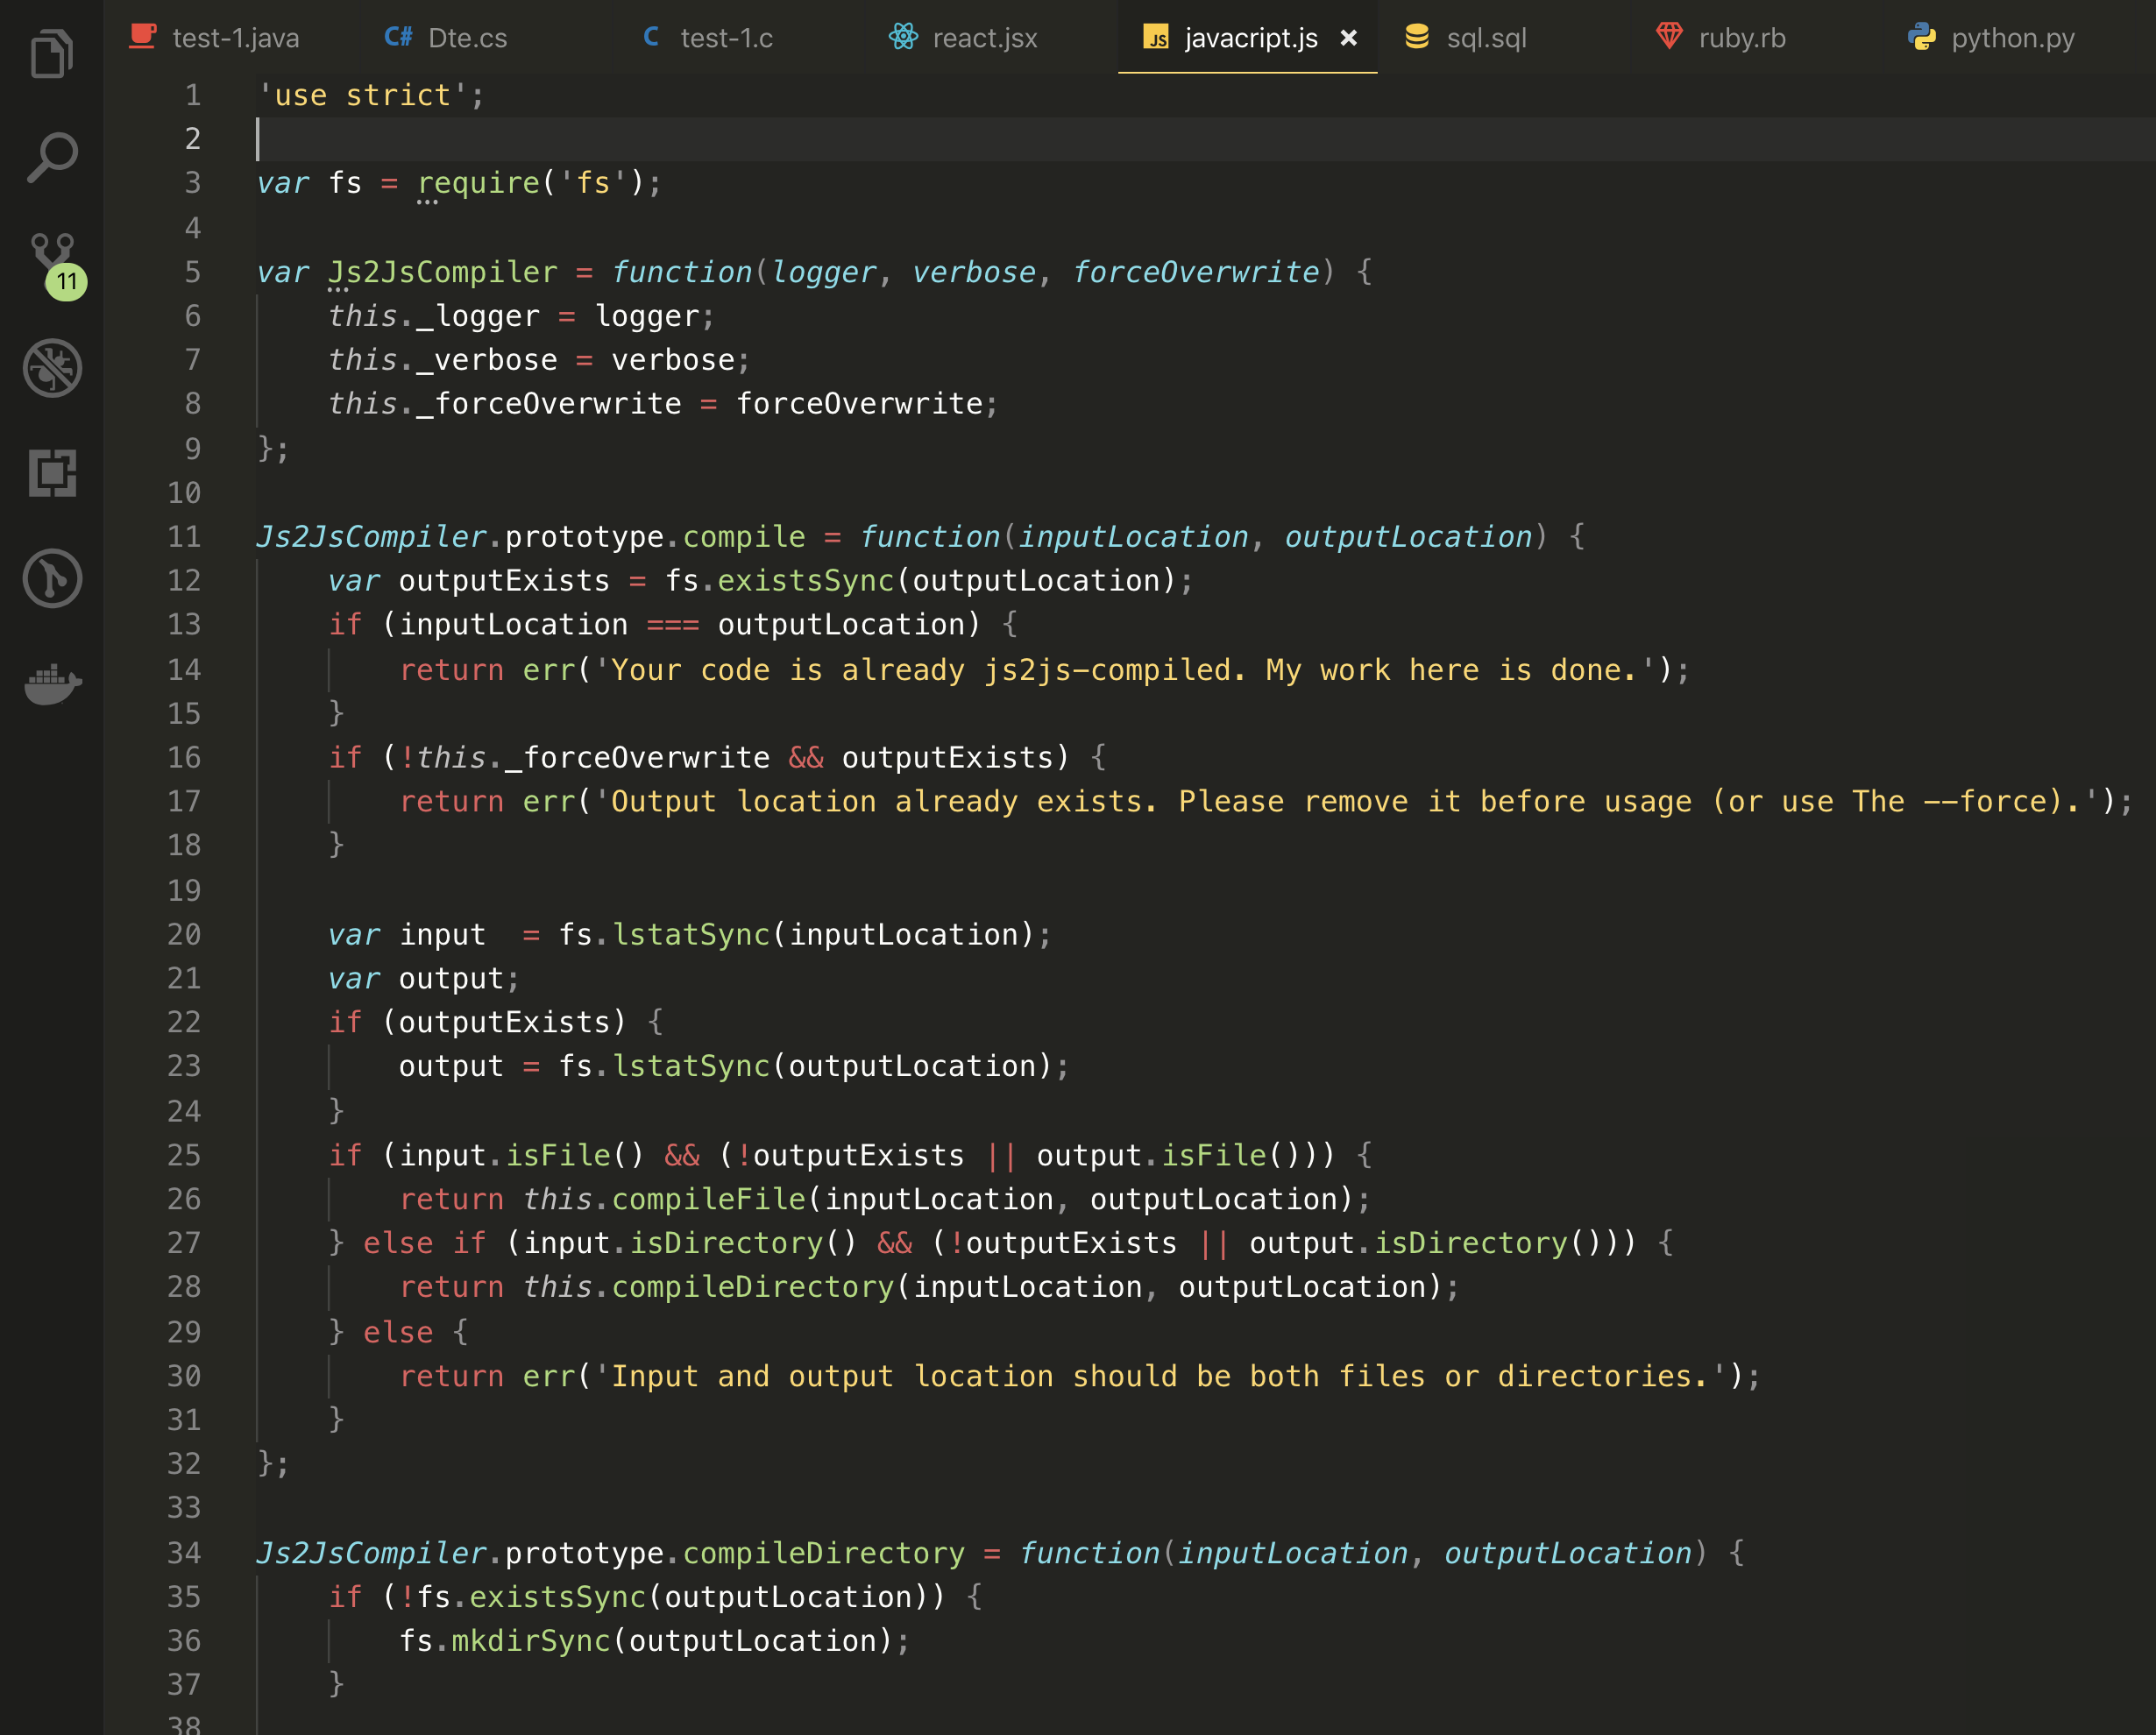 test-1.java C# Dte.cs C test-1.c react.jsx JS javacript.js × sql.sql ruby.rb python.py
11
1 'use strict';
2
3 var fs = require('fs');
4
5 var Js2JsCompiler = function(logger, verbose, forceOverwrite) {
6     this._logger = logger;
7     this._verbose = verbose;
8     this._forceOverwrite = forceOverwrite;
9 };
10
11 Js2JsCompiler.prototype.compile = function(inputLocation, outputLocation) {
12     var outputExists = fs.existsSync(outputLocation);
13     if (inputLocation === outputLocation) {
14         return err('Your code is already js2js-compiled. My work here is done.');
15     }
16     if (!this._forceOverwrite && outputExists) {
17         return err('Output location already exists. Please remove it before usage (or use The --force).');
18     }
19
20     var input  = fs.lstatSync(inputLocation);
21     var output;
22     if (outputExists) {
23         output = fs.lstatSync(outputLocation);
24     }
25     if (input.isFile() && (!outputExists || output.isFile())) {
26         return this.compileFile(inputLocation, outputLocation);
27     } else if (input.isDirectory() && (!outputExists || output.isDirectory())) {
28         return this.compileDirectory(inputLocation, outputLocation);
29     } else {
30         return err('Input and output location should be both files or directories.');
31     }
32 };
33
34 Js2JsCompiler.prototype.compileDirectory = function(inputLocation, outputLocation) {
35     if (!fs.existsSync(outputLocation)) {
36         fs.mkdirSync(outputLocation);
37     }
38